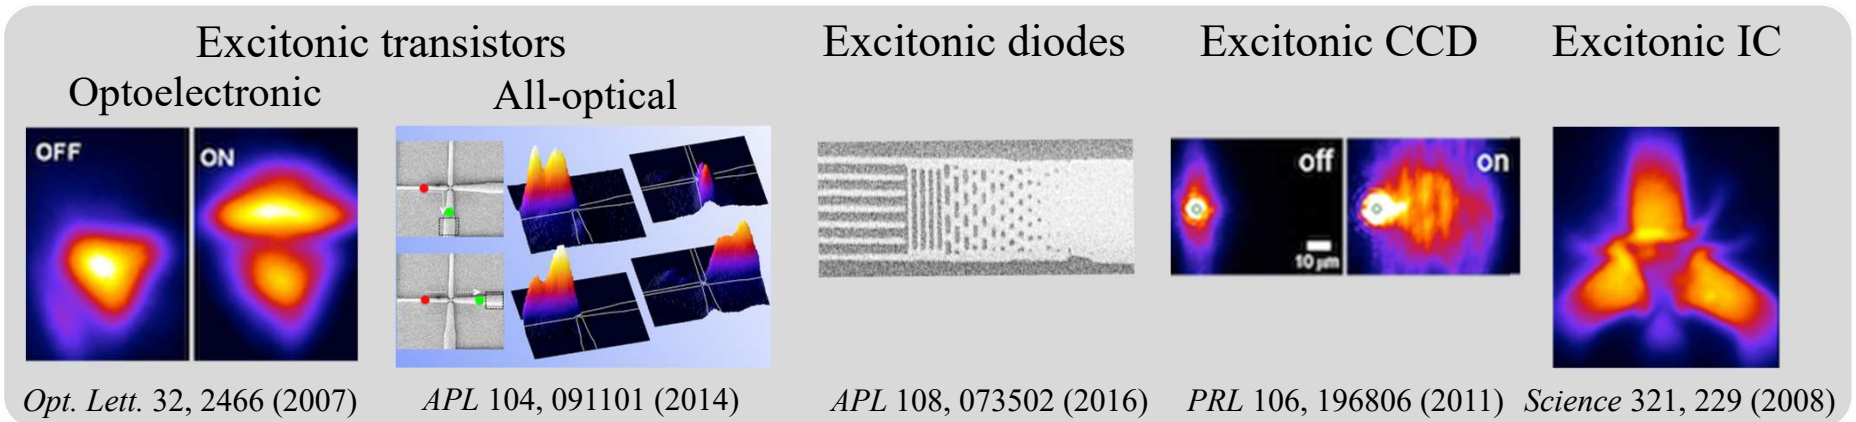 Excitonic transistors
Optoelectronic
All-optical
Excitonic diodes
Excitonic CCD
Excitonic IC
OFF
ON
off
10 µm
on
Opt. Lett. 32, 2466 (2007)
APL 104, 091101 (2014)
APL 108, 073502 (2016)
PRL 106, 196806 (2011)
Science 321, 229 (2008)